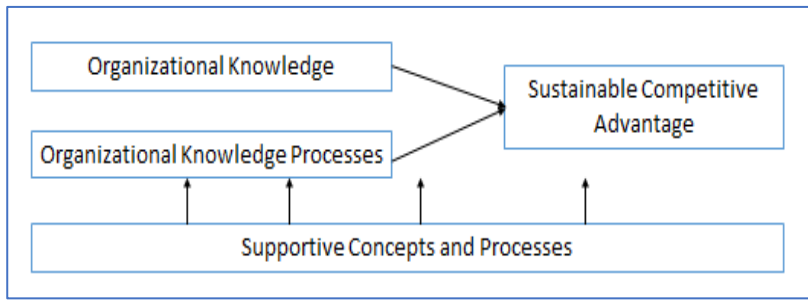 Organizational Knowledge
Organizational Knowledge Processes
Sustainable Competitive
Advantage
Supportive Concepts and Processes